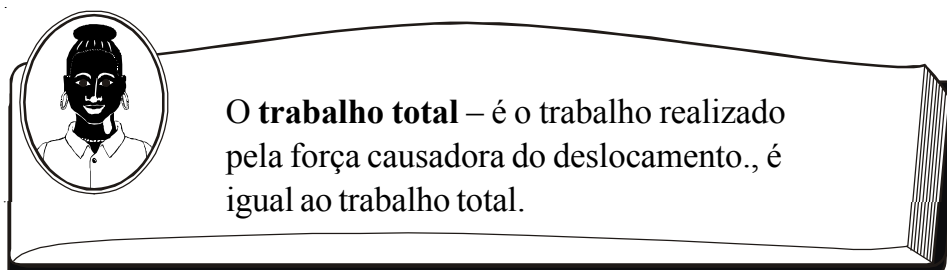 O trabalho total – é o trabalho realizado
pela força causadora do deslocamento., é
igual ao trabalho total.